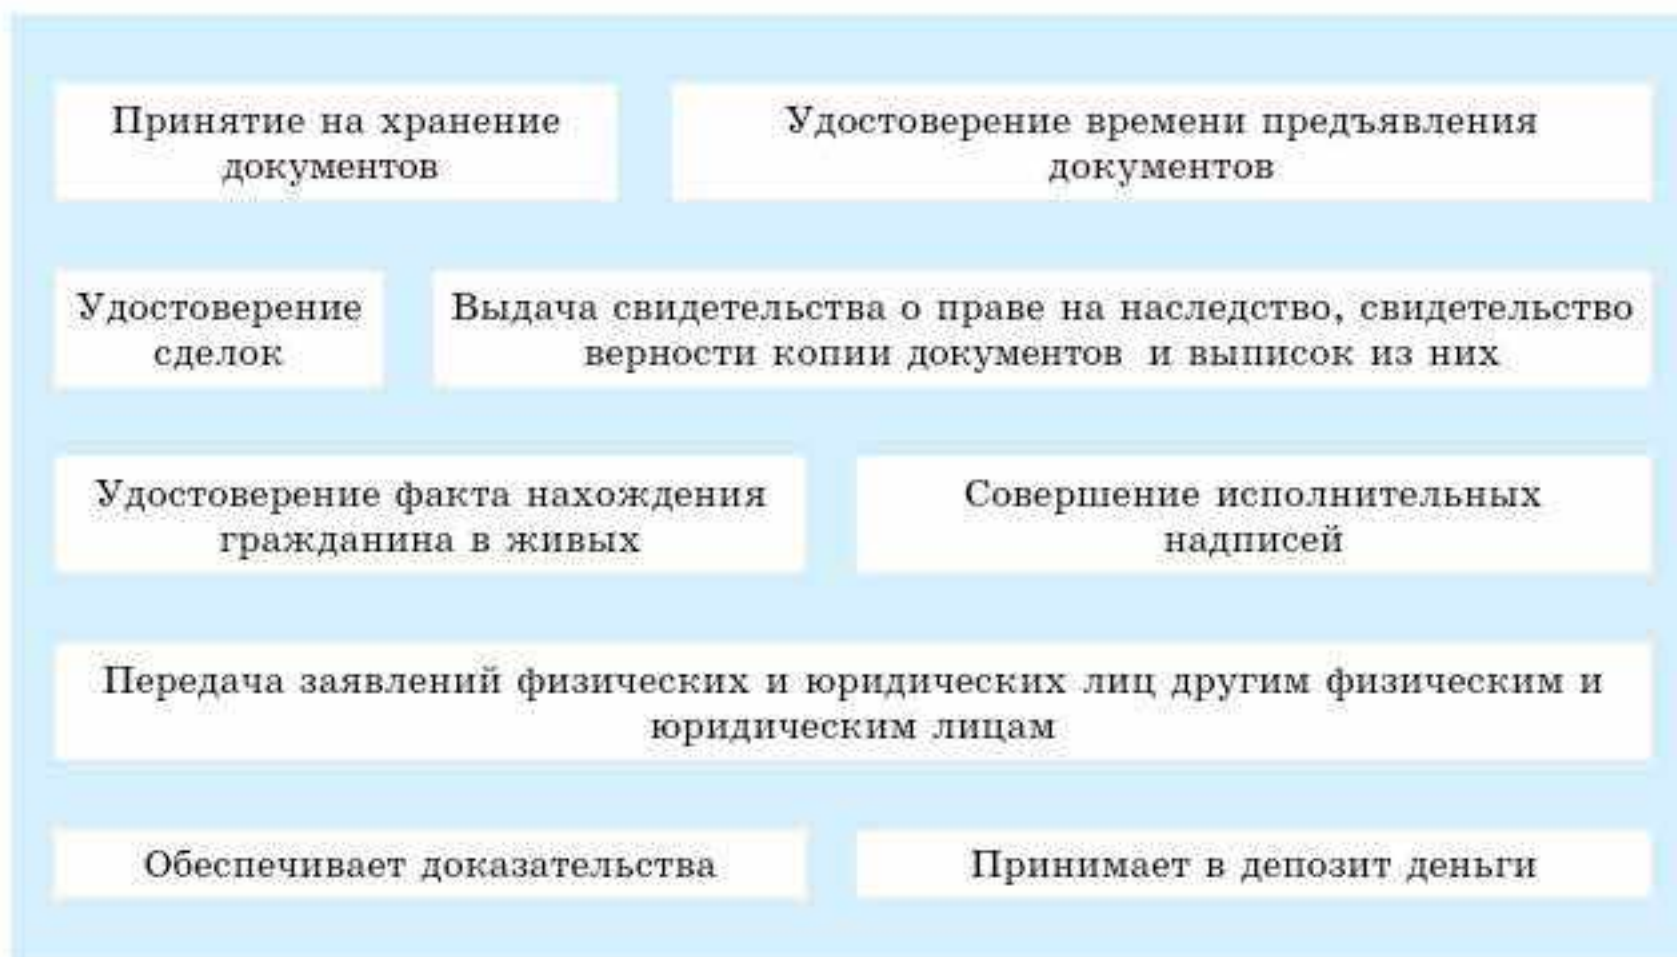 Принятие на хранение
документов
Удостоверение времени предъявления
документов
Удостоверение
сделок
Выдача свидетельства о праве на наследство, свидетельство
верности копии документов и выписок из них
Удостоверение факта нахождения
гражданина в живых
Совершение исполнительных
надписей
Передача заявлений физических и юридических лиц другим физическим и
юридическим лицам
Обеспечивает доказательства
Принимает в депозит деньги